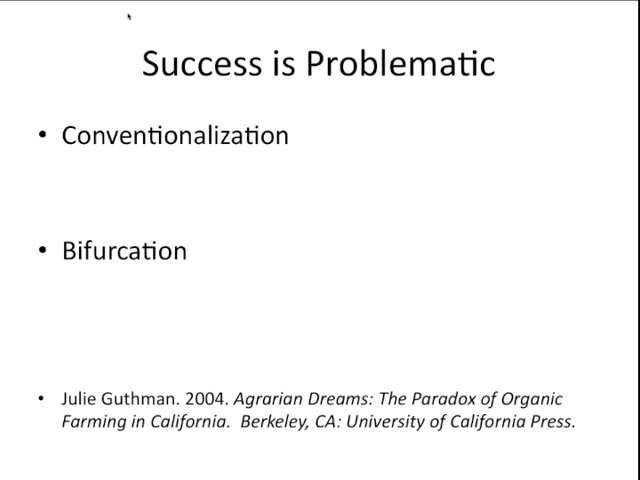 Success is Problematic
• Conventionalization
• Bifurcation
• Julie Guthman. 2004. Agrarian Dreams: The Paradox of Organic
Farming in California.  Berkeley, CA: University of California Press.